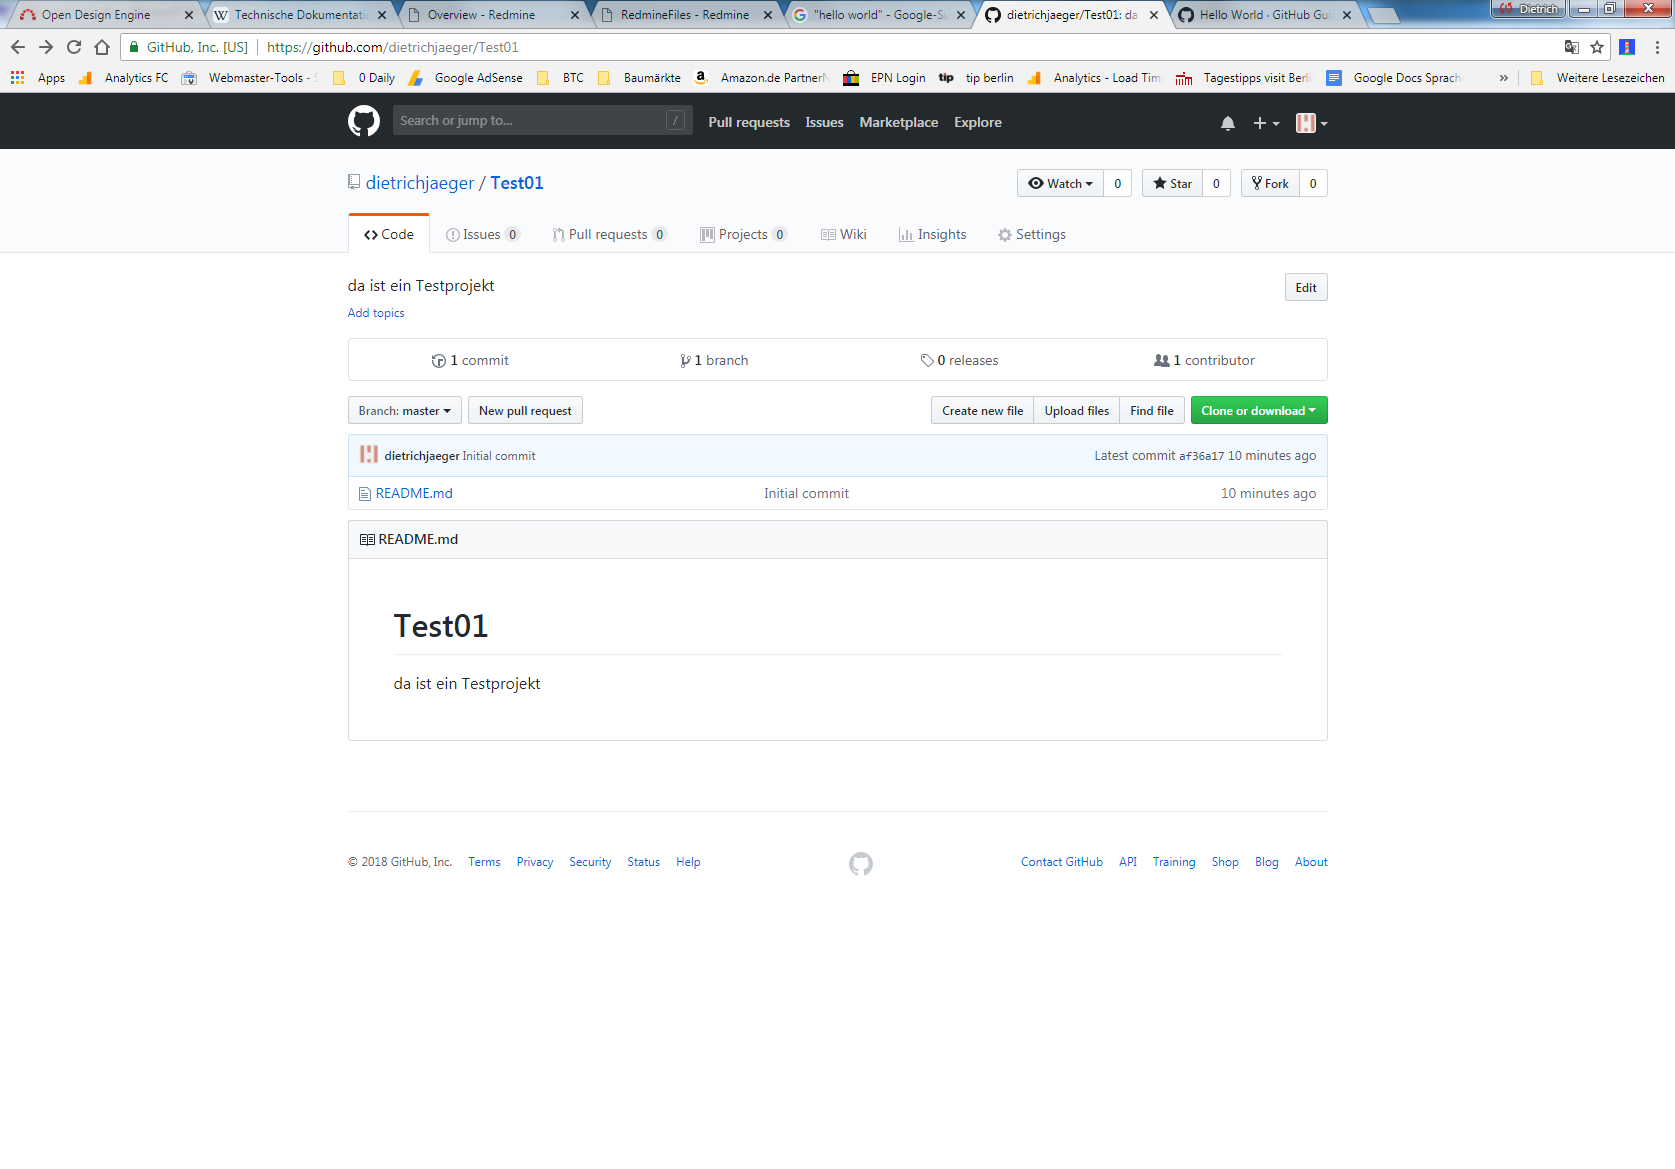 Open Design Engine
Technische Dokumentati
Overview - Redmine
RedmineFiles - Redmine
"hello world" - Google-Su
dietrichjaeger/Test01: da
Hello World · GitHub Gui
Dietrich
GitHub, Inc. [US] https://github.com/dietrichjaeger/Test01
Apps Analytics FC Webmaster-Tools - S 0 Daily Google AdSense BTC Baumärkte Amazon.de PartnerN EPN Login tip berlin Analytics - Load Tim Tagestipps visit Berli Google Docs Sprach » Weitere Lesezeichen
Search or jump to... / Pull requests Issues Marketplace Explore
dietrichjaeger / Test01 Watch 0 Star 0 Fork 0
Code Issues 0 Pull requests 0 Projects 0 Wiki Insights Settings
da ist ein Testprojekt Edit
Add topics
1 commit 1 branch 0 releases 1 contributor
Branch: master New pull request Create new file Upload files Find file Clone or download
dietrichjaeger Initial commit Latest commit af36a17 10 minutes ago
README.md Initial commit 10 minutes ago
README.md
Test01
da ist ein Testprojekt
© 2018 GitHub, Inc. Terms Privacy Security Status Help Contact GitHub API Training Shop Blog About